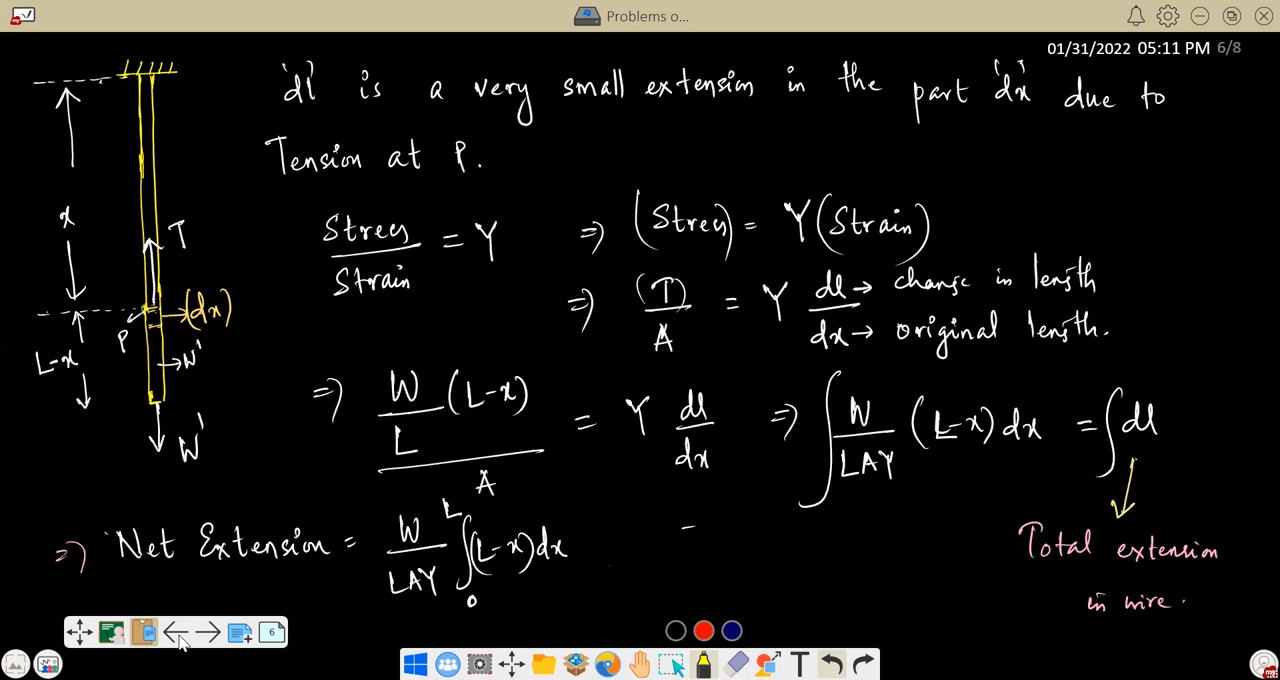 Problems o...
01/31/2022 05:11 PM 6/8
'dl' is a very small extension in the part 'dx' due to
Tension at P.
Stress/Strain = Y ⇒ (Stress) = Y(Strain)
⇒ (T)/A = Y dl/dx
dl → change in length
dx → original length.
⇒ W/L (L-x) / A = Y dl/dx ⇒ ∫ W/LAY (L-x) dx = ∫ dl
Total extension
in wire.
⇒ Net Extension = W/LAY ∫₀ᴸ (L-x) dx
x
T
(dx)
P
L-x
W'
W'
6